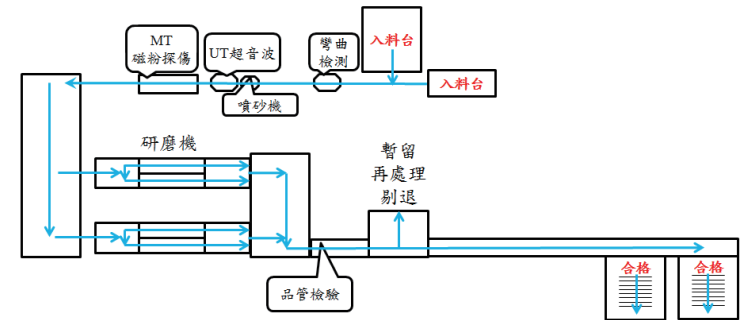 MT
磁粉探傷
UT超音波
彎曲
檢測
入料台
入料台
噴砂機
研磨機
暫留
再處理
剔退
品管檢驗
合格
合格